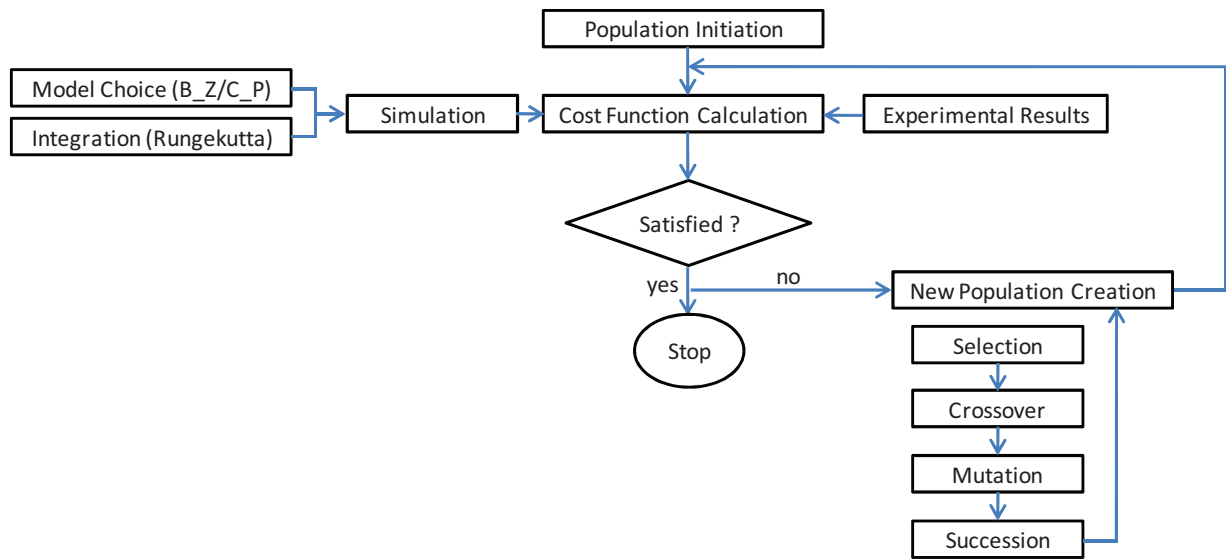 Population Initiation
Model Choice (B_Z/C_P)
Integration (Rungekutta)
Simulation
Cost Function Calculation
Experimental Results
Satisfied ?
yes
no
New Population Creation
Stop
Selection
Crossover
Mutation
Succession